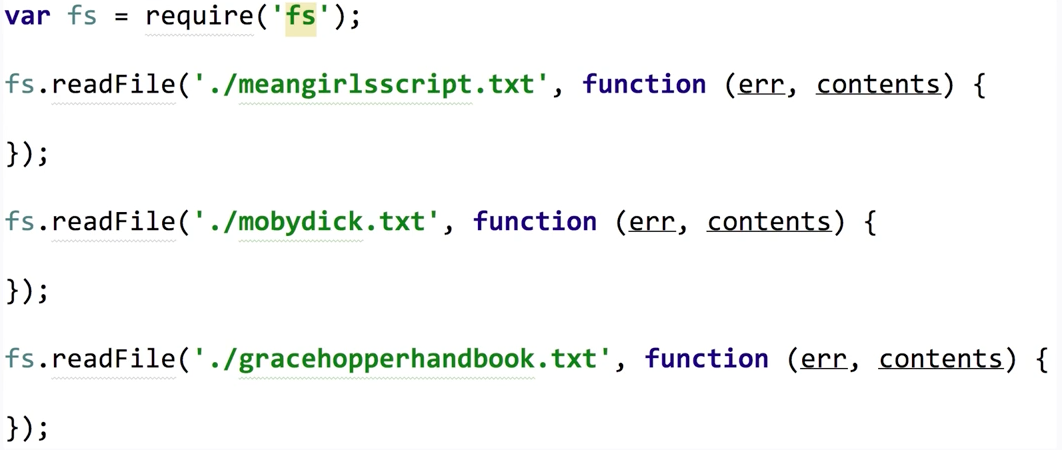 var fs = require('fs');
fs.readFile('./meangirlsscript.txt', function (err, contents) {
});
fs.readFile('./mobydick.txt', function (err, contents) {
});
fs.readFile('./gracehopperhandbook.txt', function (err, contents) {
});